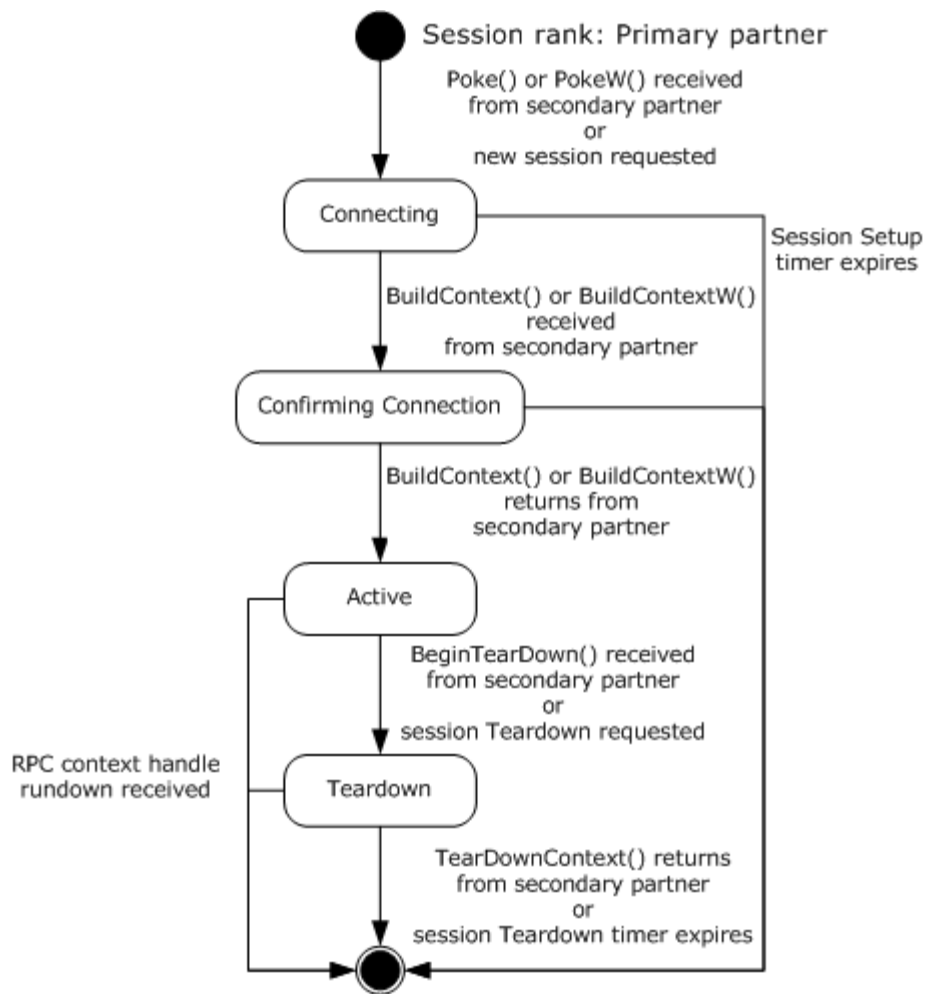 Session rank: Primary partner
Poke() or PokeW() received
from secondary partner
or
new session requested
Connecting
Session Setup
timer expires
BuildContext() or BuildContextW()
received
from secondary partner
Confirming Connection
BuildContext() or BuildContextW()
returns from
secondary partner
Active
BeginTearDown() received
from secondary partner
or
session Teardown requested
RPC context handle
rundown received
Teardown
TearDownContext() returns
from secondary partner
or
session Teardown timer expires